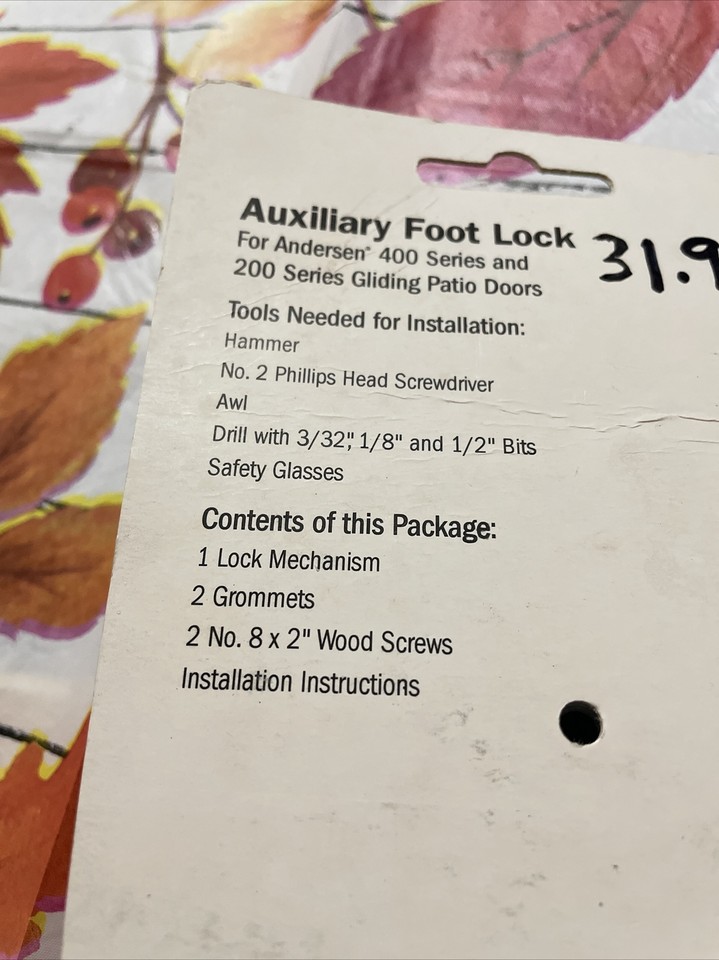 Auxiliary Foot Lock
For Andersen® 400 Series and
200 Series Gliding Patio Doors
31.9
Tools Needed for Installation:
Hammer
No. 2 Phillips Head Screwdriver
Awl
Drill with 3/32", 1/8" and 1/2" Bits
Safety Glasses
Contents of this Package:
1 Lock Mechanism
2 Grommets
2 No. 8 x 2" Wood Screws
Installation Instructions